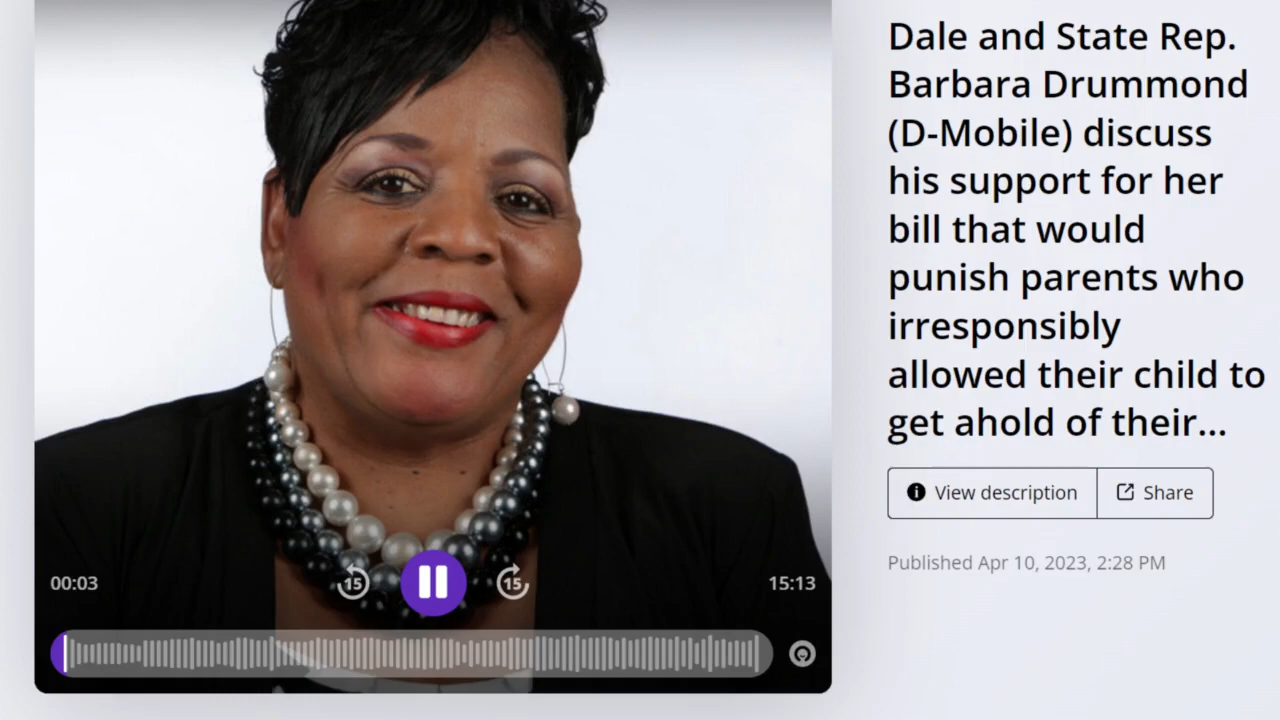 Dale and State Rep.
Barbara Drummond
(D-Mobile) discuss
his support for her
bill that would
punish parents who
irresponsibly
allowed their child to
get ahold of their...
View description
Share
Published Apr 10, 2023, 2:28 PM
00:03
15
15
15:13